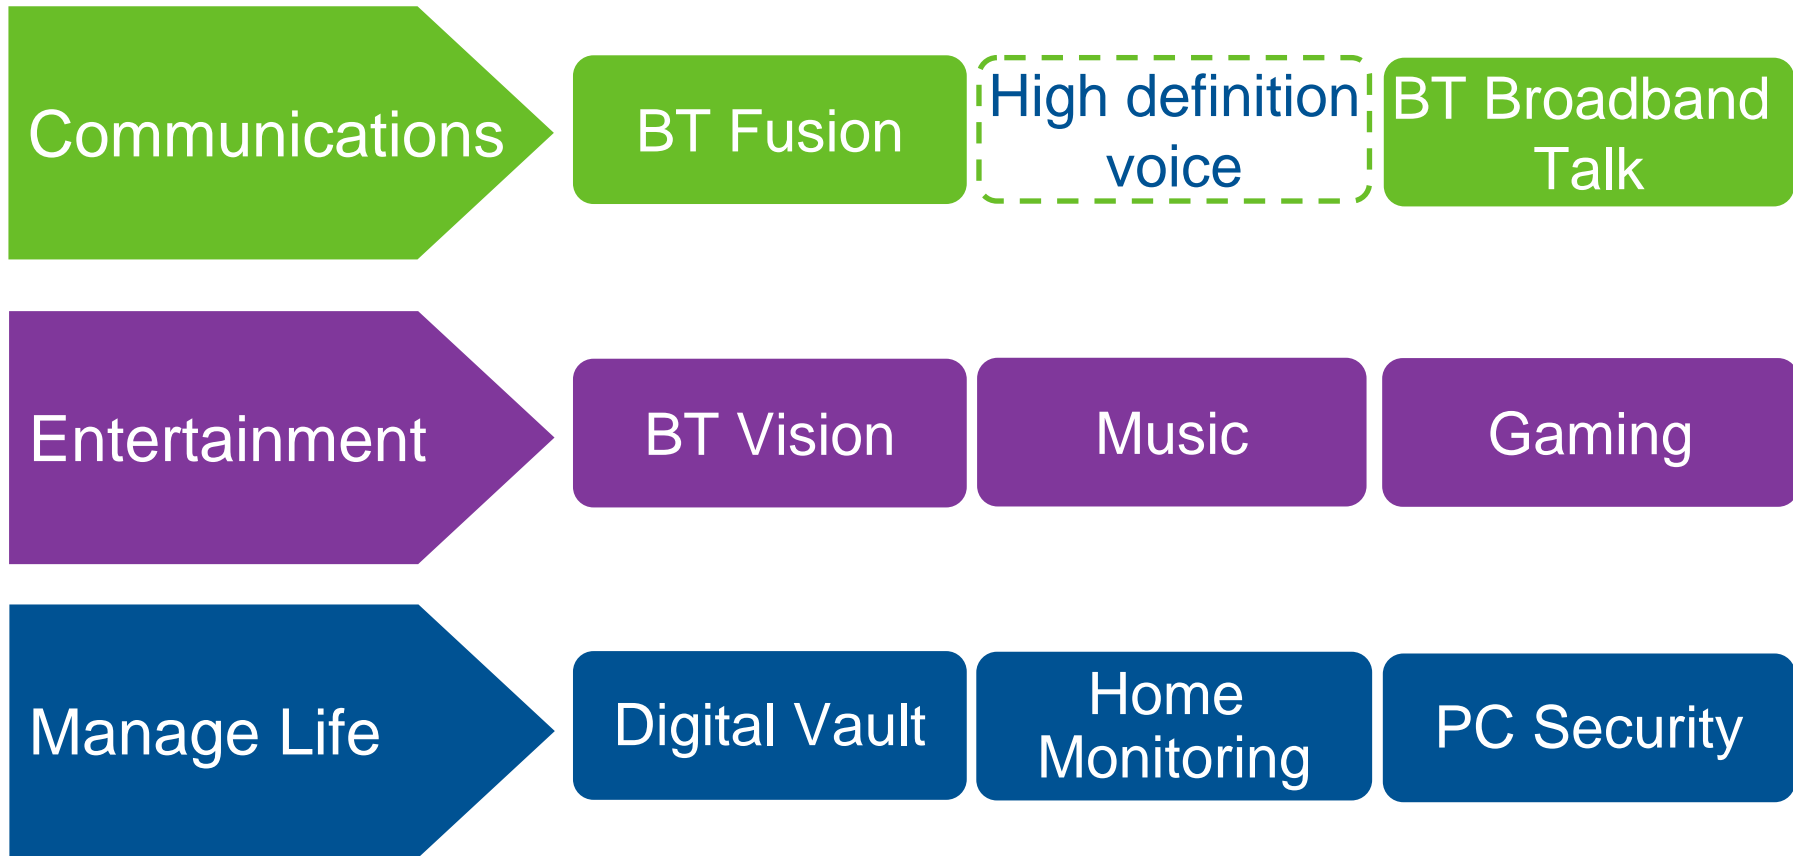 Communications
BT Fusion
High definition
voice
BT Broadband
Talk
Entertainment
BT Vision
Music
Gaming
Manage Life
Digital Vault
Home
Monitoring
PC Security